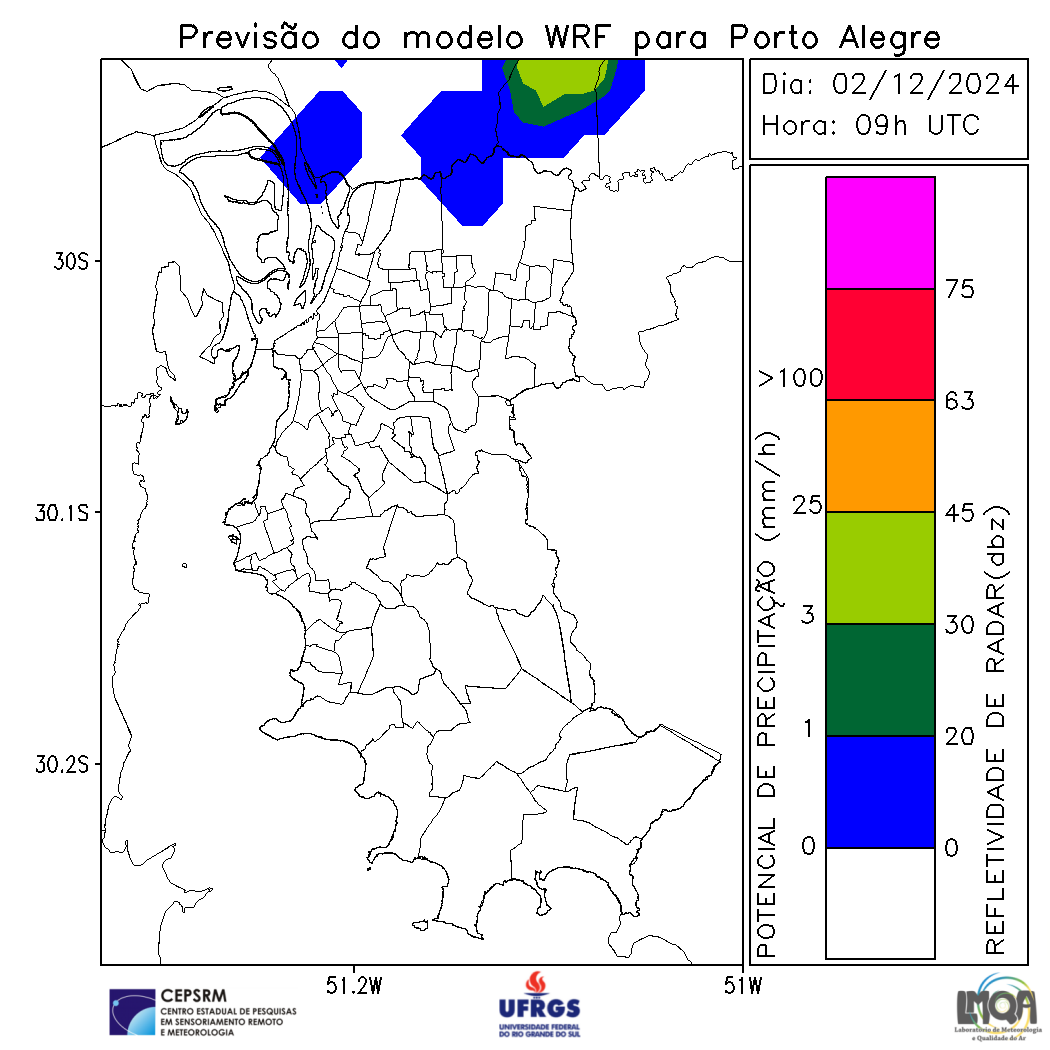 Previsão do modelo WRF para Porto Alegre
Dia: 02/12/2024
Hora: 09h UTC
30S
30.1S
30.2S
51.2W
51W
POTENCIAL DE PRECIPITAÇÃO (mm/h)
>100
25
3
1
0
75
63
45
30
20
0
REFLETIVIDADE DE RADAR(dbz)
CEPSRM
CENTRO ESTADUAL DE PESQUISAS
EM SENSORIAMENTO REMOTO
E METEOROLOGIA
UFRGS
UNIVERSIDADE FEDERAL
DO RIO GRANDE DO SUL
LMQA
Laboratório de Meteorologia
e Qualidade do Ar